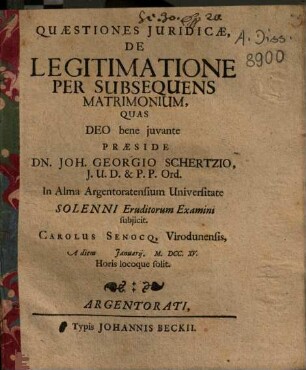 QUÆSTIONES JURIDICÆ,
DE
LEGITIMATIONE
PER SUBSEQUENS
MATRIMONIUM,
QUAS
DEO bene juvante
PRÆSIDE
DN. JOH. GEORGIO SCHERTZIO,
J. U. D. & P. P. Ord.
In Alma Argentoratensium Universitate
SOLENNI Eruditorum Examini
subjicit.
CAROLUS SENOCQ, Virodunensis,
A diem Januarij, M. DCC. XV.
Horis locoque solit.
ARGENTORATI,
Typis JOHANNIS BECKII.
A. Diss.
8900